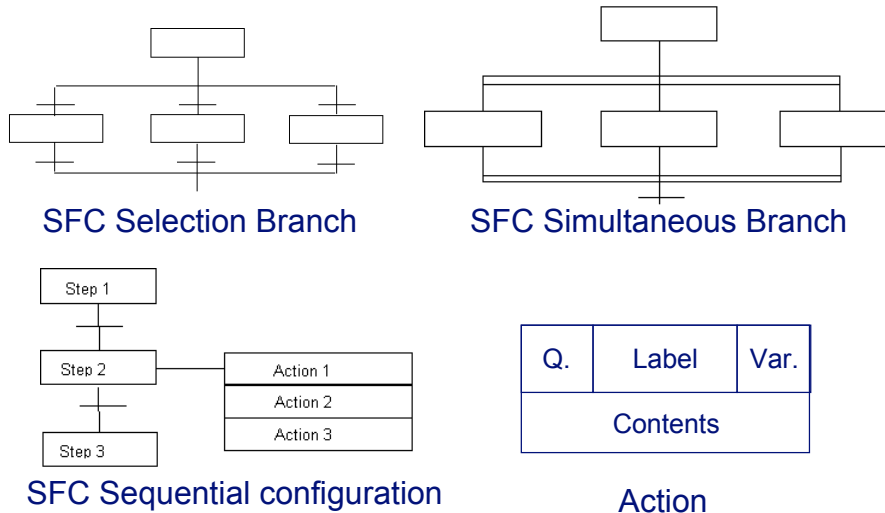 SFC Selection Branch
SFC Simultaneous Branch
Step 1
Step 2
Step 3
Action 1
Action 2
Action 3
SFC Sequential configuration
Q.
Label
Var.
Contents
Action